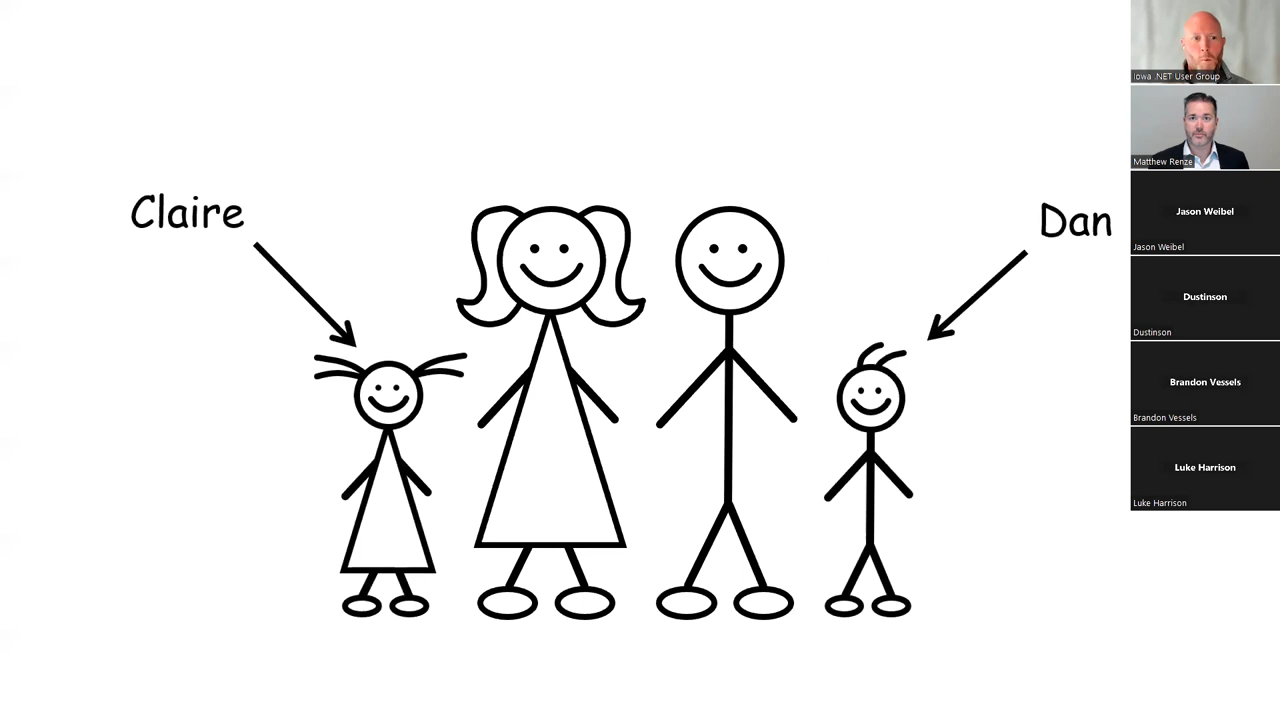 Claire
Dan
Iowa .NET User Group
Matthew Renze
Jason Weibel
Jason Weibel
Dustinson
Dustinson
Brandon Vessels
Brandon Vessels
Luke Harrison
Luke Harrison